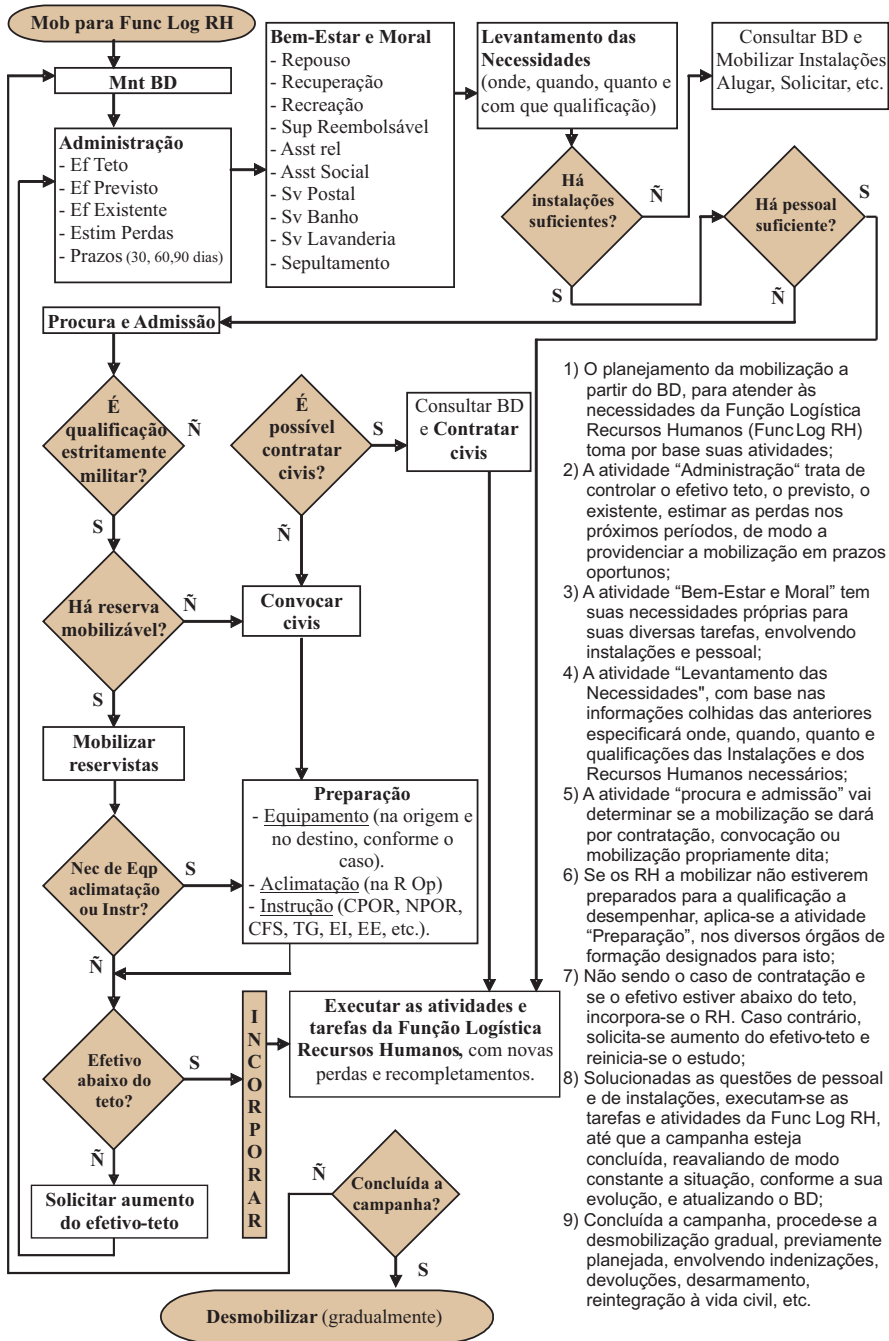 Mob para Func Log RH
Mnt BD
Administração
- Ef Teto
- Ef Previsto
- Ef Existente
- Estim Perdas
- Prazos (30, 60,90 dias)
Bem-Estar e Moral
- Repouso
- Recuperação
- Recreação
- Sup Reembolsável
- Asst rel
- Asst Social
- Sv Postal
- Sv Banho
- Sv Lavanderia
- Sepultamento
Levantamento das
Necessidades
(onde, quando, quanto e
com que qualificação)
Consultar BD e
Mobilizar Instalações
Alugar, Solicitar, etc.
Há
instalações
suficientes?
Ñ
S
Há pessoal
suficiente?
S
Ñ
Procura e Admissão
É
qualificação
estritamente
militar?
Ñ
S
É
possível
contratar
civis?
S
Ñ
Consultar BD
e Contratar
civis
Há reserva
mobilizável?
Ñ
S
Convocar
civis
Mobilizar
reservistas
Preparação
- Equipamento (na origem e
no destino, conforme o
caso).
- Aclimatação (na R Op)
- Instrução (CPOR, NPOR,
CFS, TG, EI, EE, etc.).
Nec de Eqp
aclimatação
ou Instr?
S
Ñ
Efetivo
abaixo do
teto?
S
Ñ
I
N
C
O
R
P
O
R
A
R
Executar as atividades e
tarefas da Função Logística
Recursos Humanos, com novas
perdas e recompletamentos.
Solicitar aumento
do efetivo-teto
Concluída a
campanha?
Ñ
S
Desmobilizar (gradualmente)
1) O planejamento da mobilização a
partir do BD, para atender às
necessidades da Função Logística
Recursos Humanos (Func Log RH)
toma por base suas atividades;
2) A atividade “Administração“ trata de
controlar o efetivo teto, o previsto, o
existente, estimar as perdas nos
próximos períodos, de modo a
providenciar a mobilização em prazos
oportunos;
3) A atividade “Bem-Estar e Moral” tem
suas necessidades próprias para
suas diversas tarefas, envolvendo
instalações e pessoal;
4) A atividade “Levantamento das
Necessidades", com base nas
informações colhidas das anteriores
especificará onde, quando, quanto e
qualificações das Instalações e dos
Recursos Humanos necessários;
5) A atividade “procura e admissão” vai
determinar se a mobilização se dará
por contratação, convocação ou
mobilização propriamente dita;
6) Se os RH a mobilizar não estiverem
preparados para a qualificação a
desempenhar, aplica-se a atividade
“Preparação”, nos diversos órgãos de
formação designados para isto;
7) Não sendo o caso de contratação e
se o efetivo estiver abaixo do teto,
incorpora-se o RH. Caso contrário,
solicita-se aumento do efetivo-teto e
reinicia-se o estudo;
8) Solucionadas as questões de pessoal
e de instalações, executam-se as
tarefas e atividades da Func Log RH,
até que a campanha esteja
concluída, reavaliando de modo
constante a situação, conforme a sua
evolução, e atualizando o BD;
9) Concluída a campanha, procede-se a
desmobilização gradual, previamente
planejada, envolvendo indenizações,
devoluções, desarmamento,
reintegração à vida civil, etc.